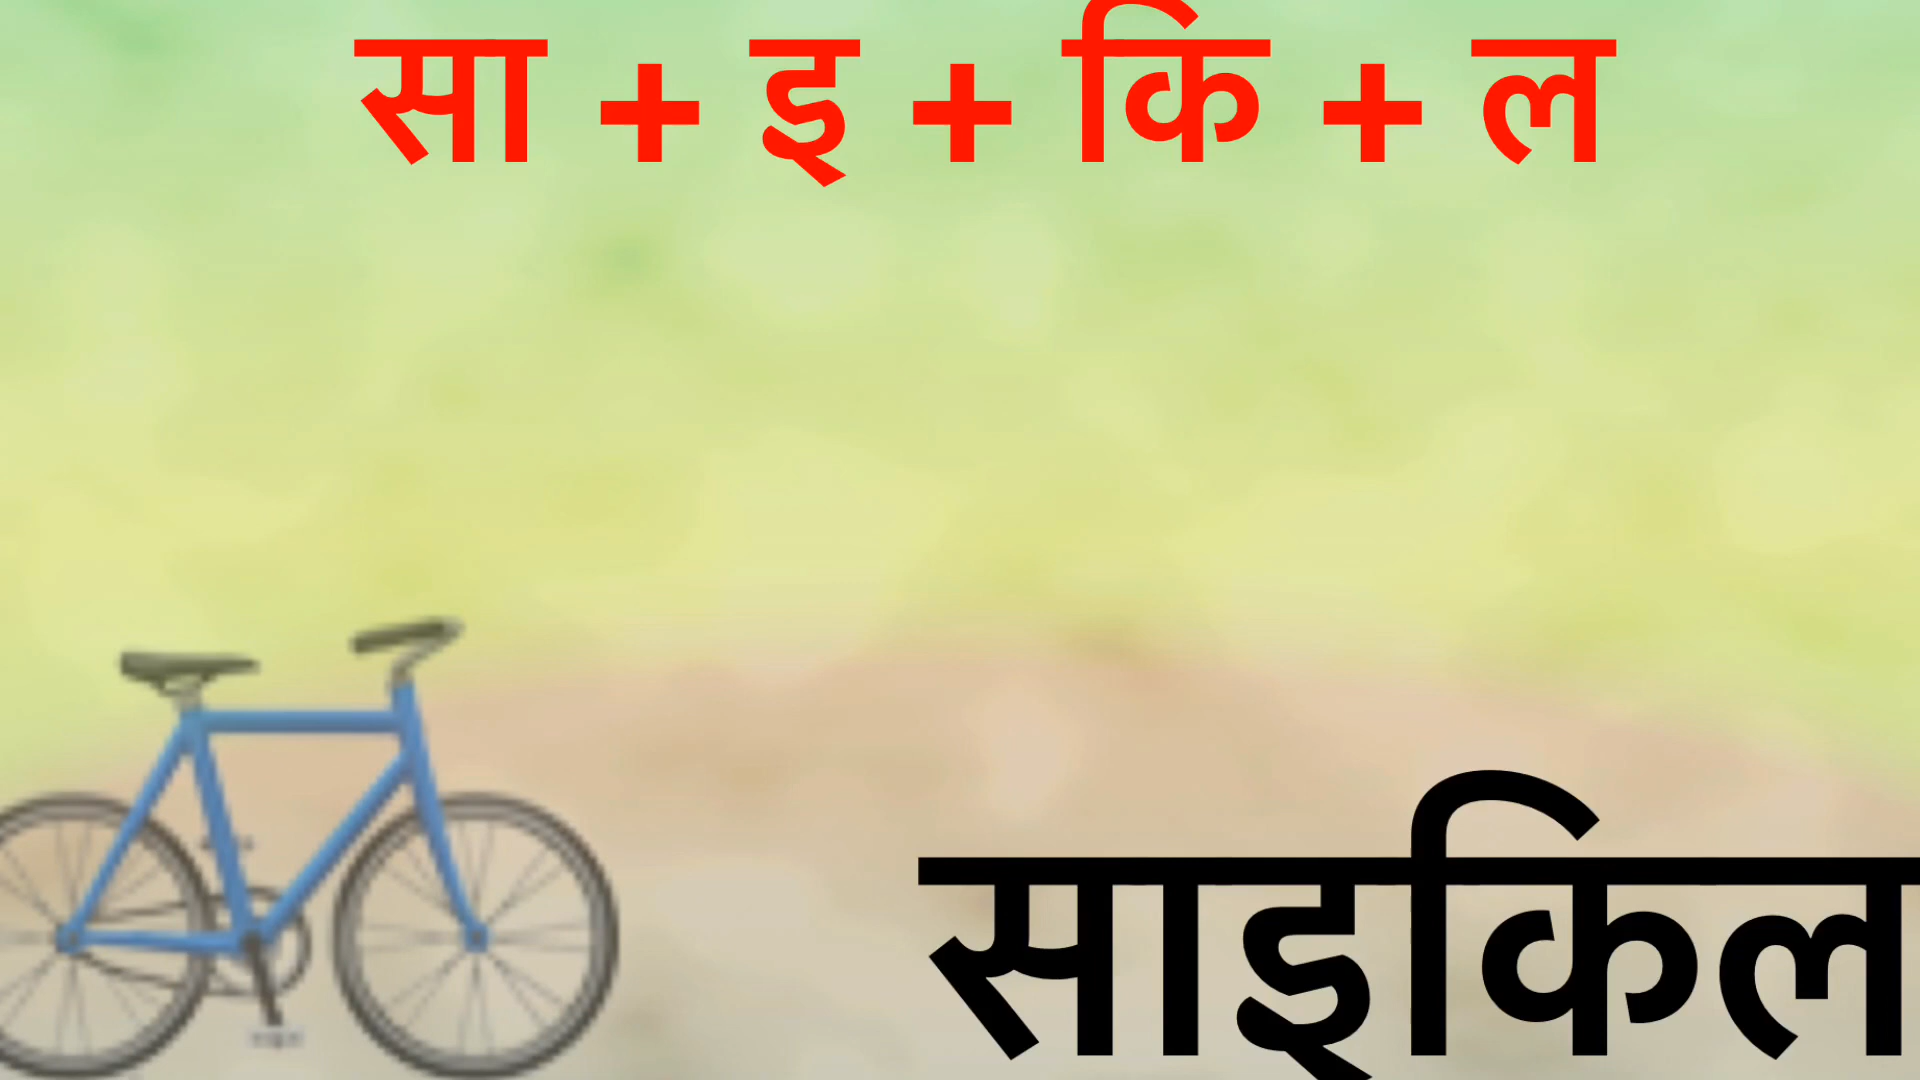 सा + इ + कि + ल
साइकिल